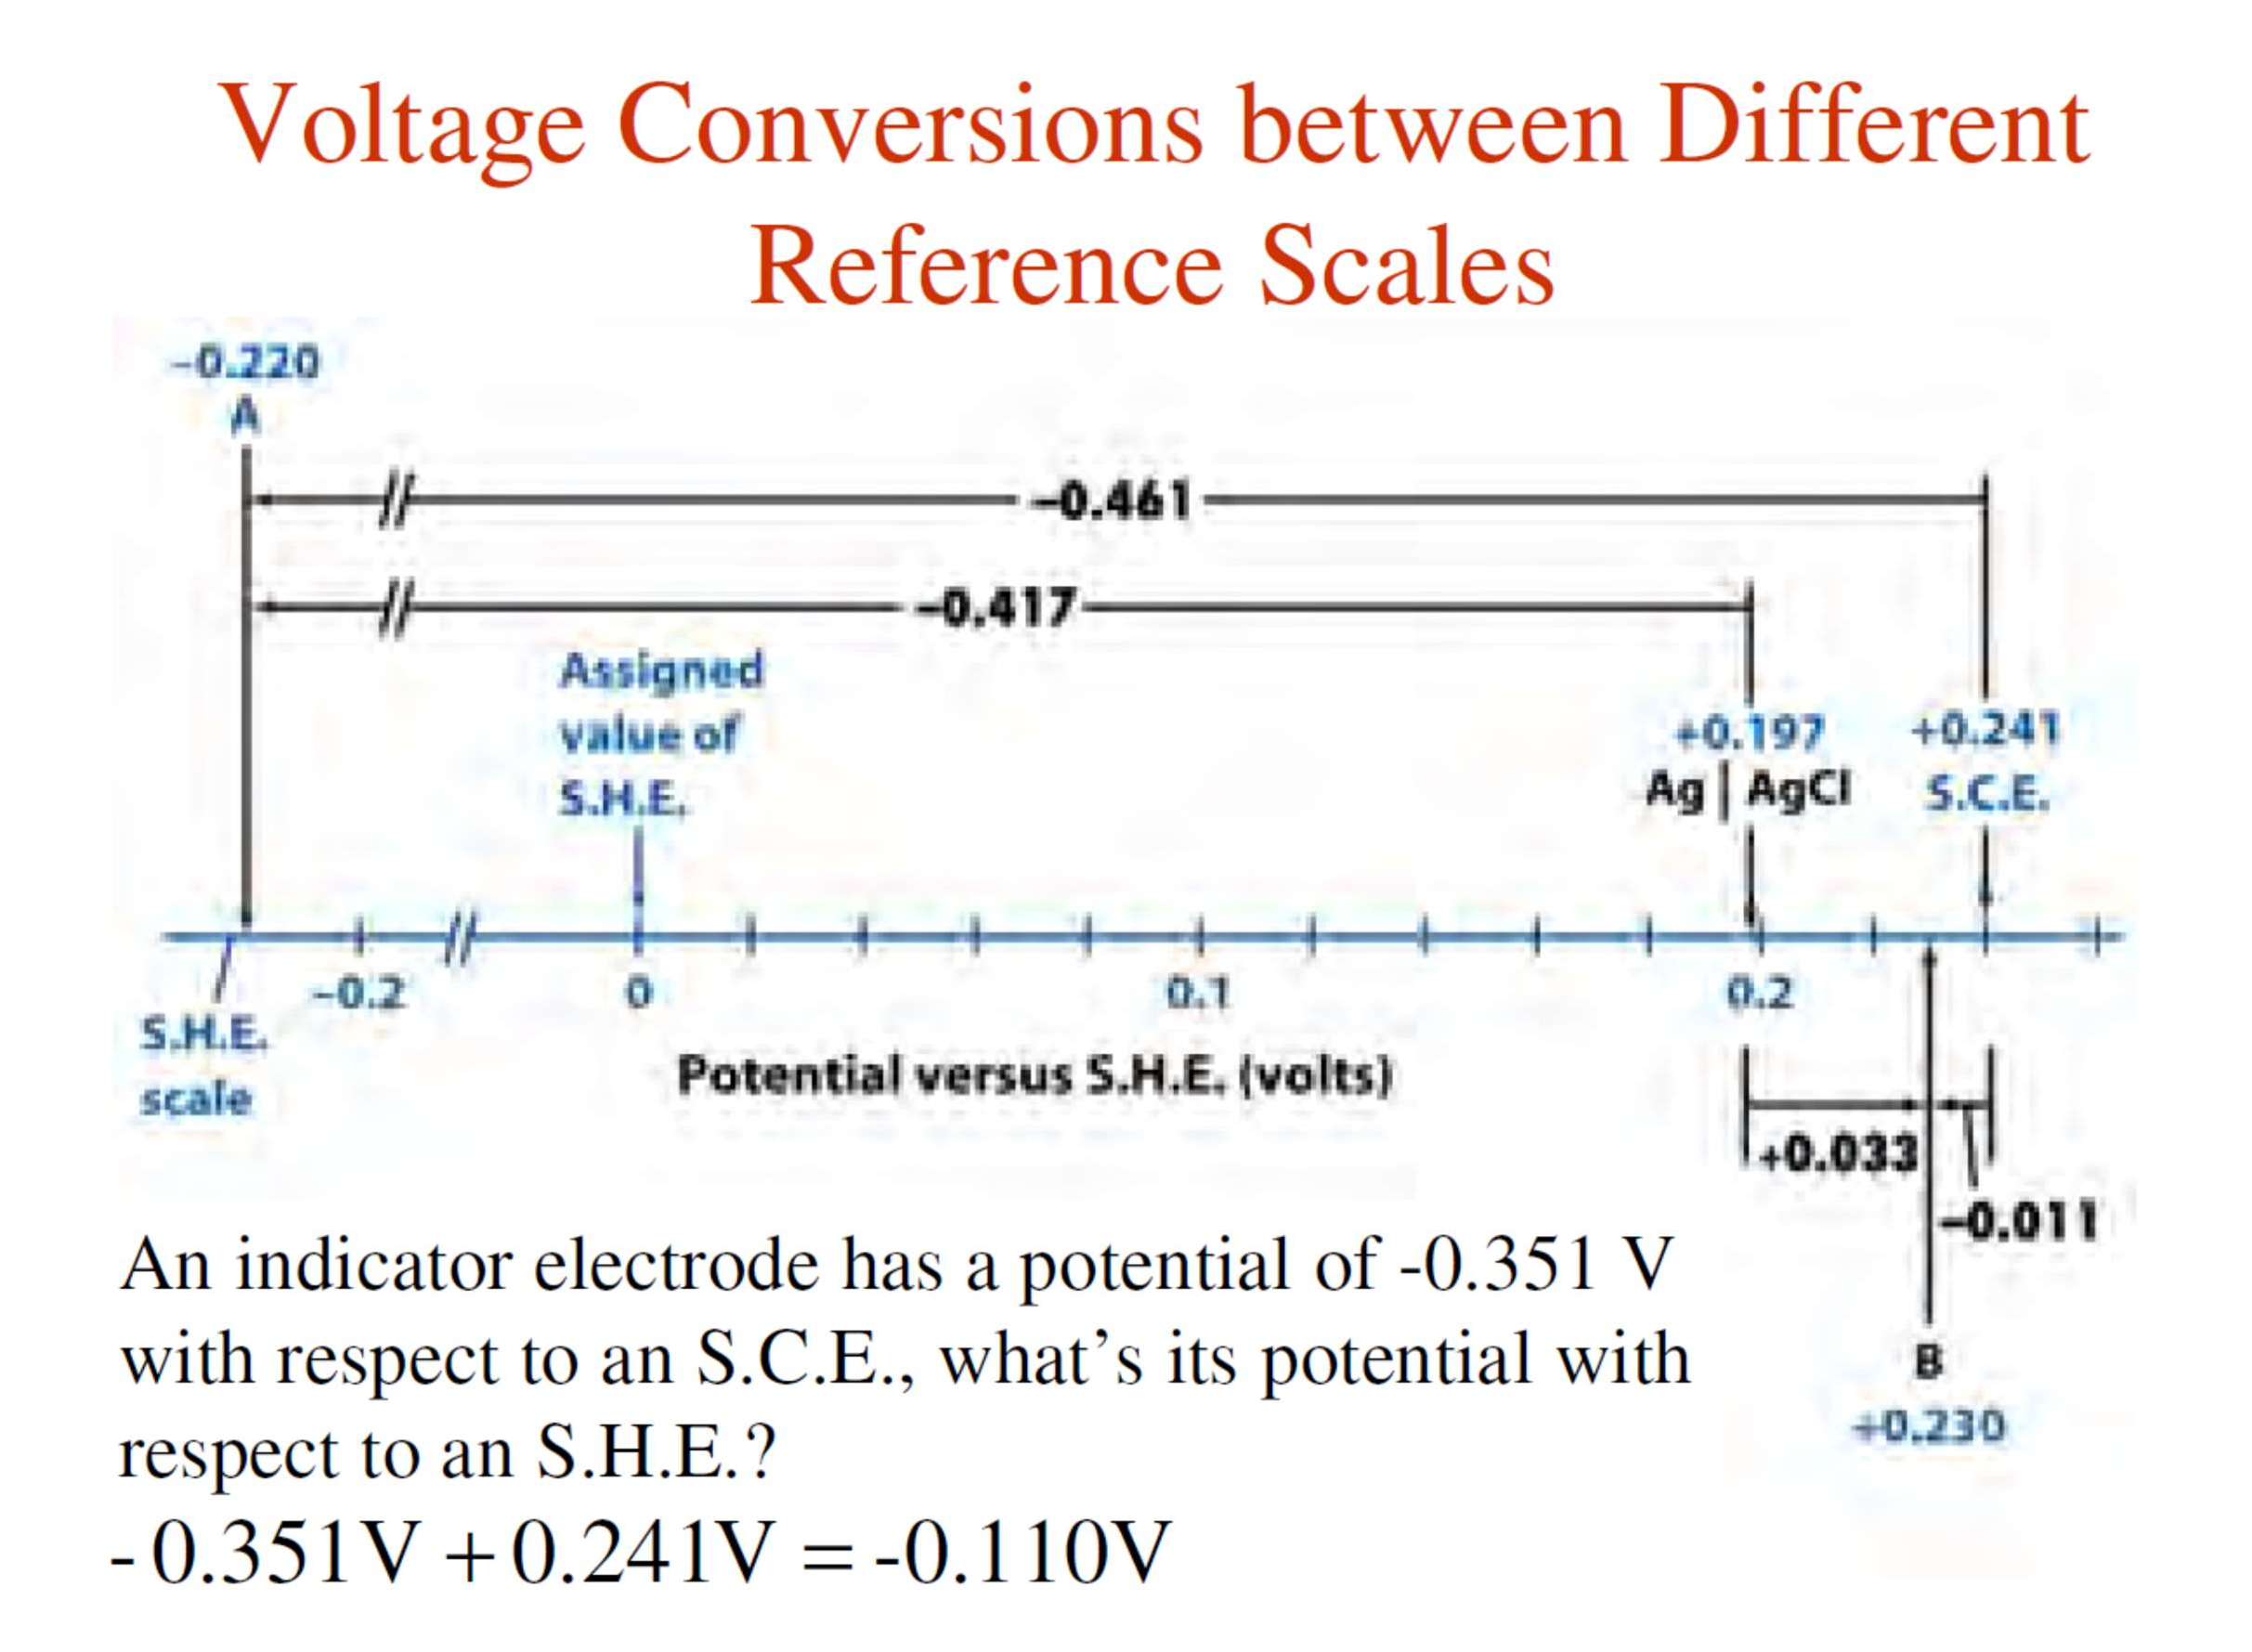 Voltage Conversions between Different
Reference Scales
−0.220
A
−0.461
−0.417
Assigned
value of
S.H.E.
+0.197
Ag | AgCl
+0.241
S.C.E.
−0.2
0
0.1
0.2
S.H.E.
scale
Potential versus S.H.E. (volts)
+0.033
−0.011
B
+0.230
An indicator electrode has a potential of -0.351 V
with respect to an S.C.E., what’s its potential with
respect to an S.H.E.?
- 0.351V + 0.241V = -0.110V